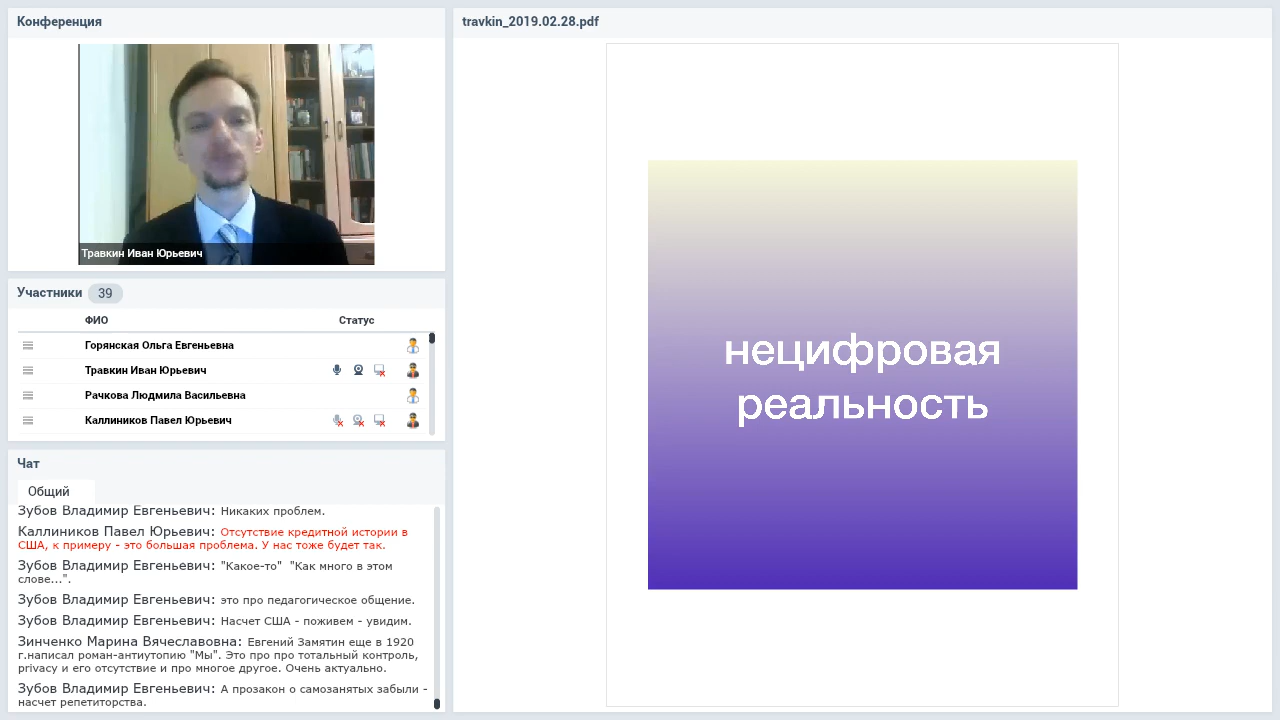 Конференция
Травкин Иван Юрьевич
Участники 39
ФИО Статус
Горянская Ольга Евгеньевна
Травкин Иван Юрьевич
Рачкова Людмила Васильевна
Каллиников Павел Юрьевич
Чат
Общий
Зубов Владимир Евгеньевич: Никаких проблем.
Каллиников Павел Юрьевич: Отсутствие кредитной истории в
США, к примеру - это большая проблема. У нас тоже будет так.
Зубов Владимир Евгеньевич: "Какое-то" "Как много в этом
слове...".
Зубов Владимир Евгеньевич: это про педагогическое общение.
Зубов Владимир Евгеньевич: Насчет США - поживем - увидим.
Зинченко Марина Вячеславовна: Евгений Замятин еще в 1920
г.написал роман-антиутопию "Мы". Это про про тотальный контроль,
privacy и его отсутствие и про многое другое. Очень актуально.
Зубов Владимир Евгеньевич: А прозакон о самозанятых забыли -
насчет репетиторства.
travkin_2019.02.28.pdf
нецифровая
реальность